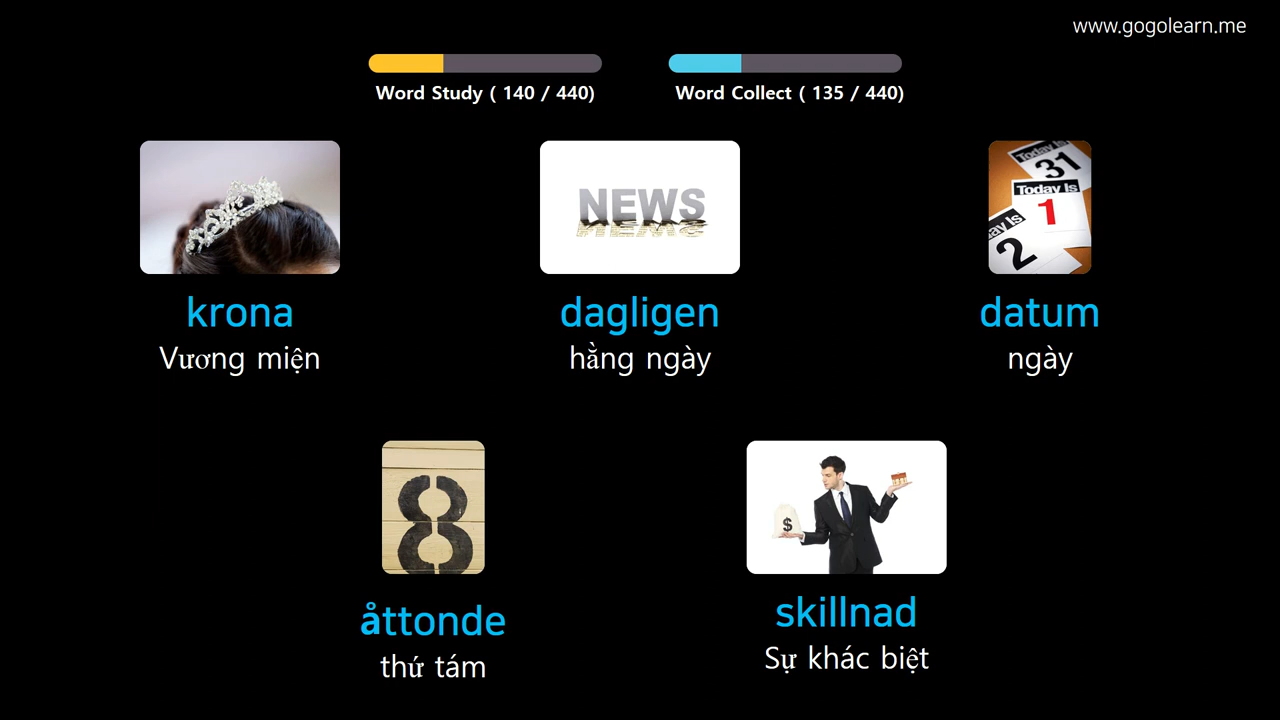 www.gogolearn.me
Word Study ( 140 / 440)
Word Collect ( 135 / 440)
NEWS
Today Is
31
Today Is
1
ay Is
2
krona
Vương miện
dagligen
hằng ngày
datum
ngày
8
$
åttonde
thứ tám
skillnad
Sự khác biệt